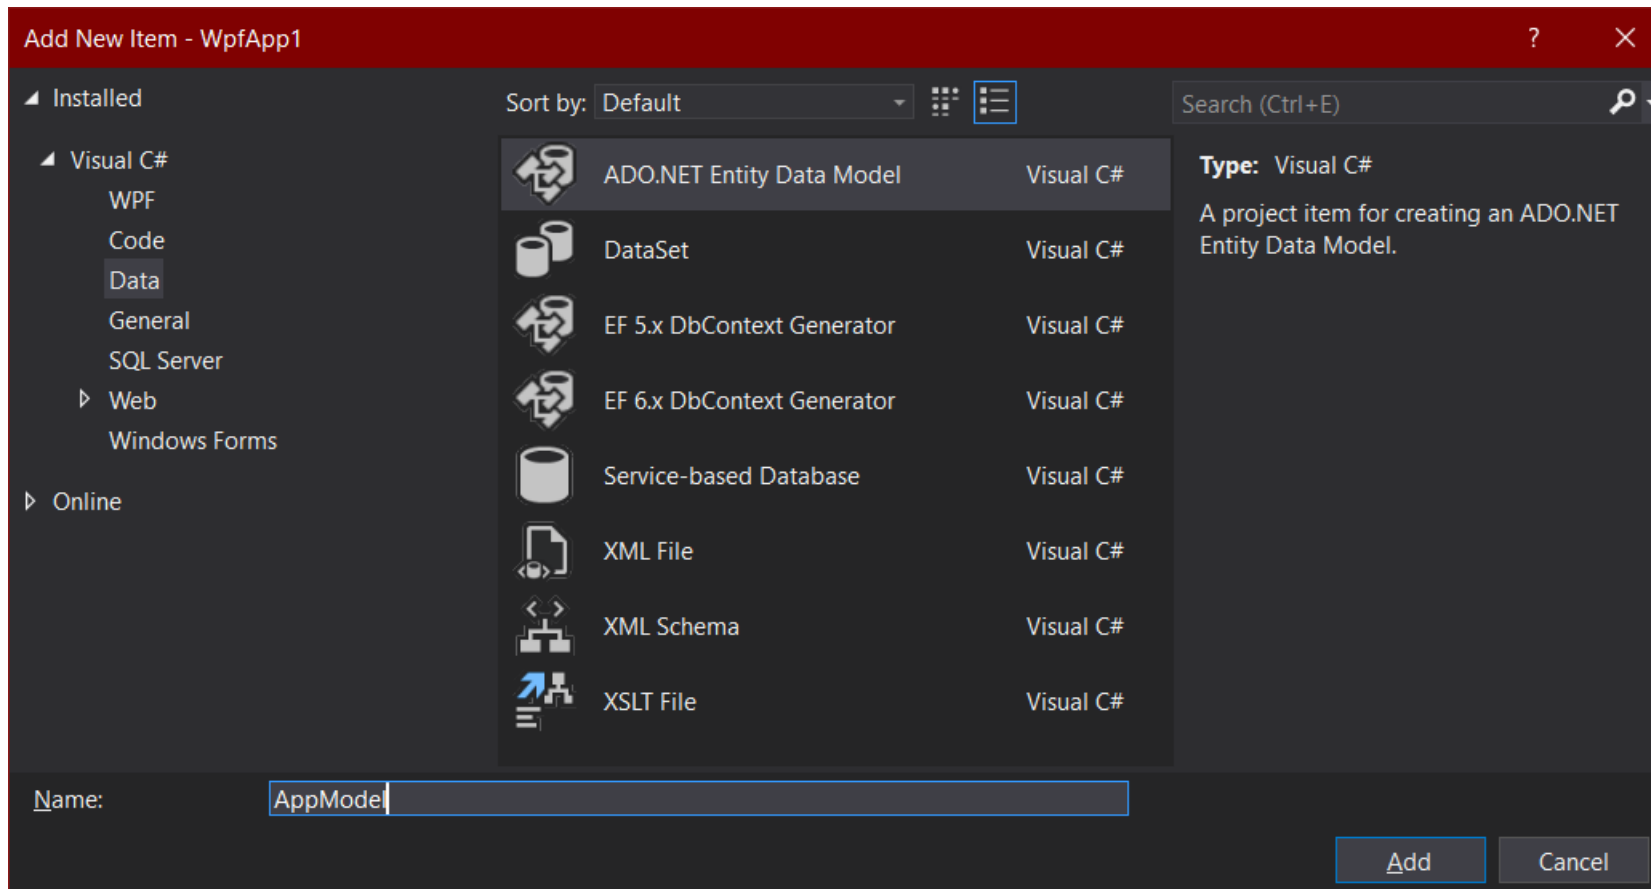 Add New Item - WpfApp1
?
Installed
Sort by: Default
Search (Ctrl+E)
Visual C#
WPF
Code
Data
General
SQL Server
Web
Windows Forms
Online
ADO.NET Entity Data Model Visual C#
DataSet Visual C#
EF 5.x DbContext Generator Visual C#
EF 6.x DbContext Generator Visual C#
Service-based Database Visual C#
XML File Visual C#
XML Schema Visual C#
XSLT File Visual C#
Type: Visual C#
A project item for creating an ADO.NET
Entity Data Model.
Name: AppModel
Add Cancel